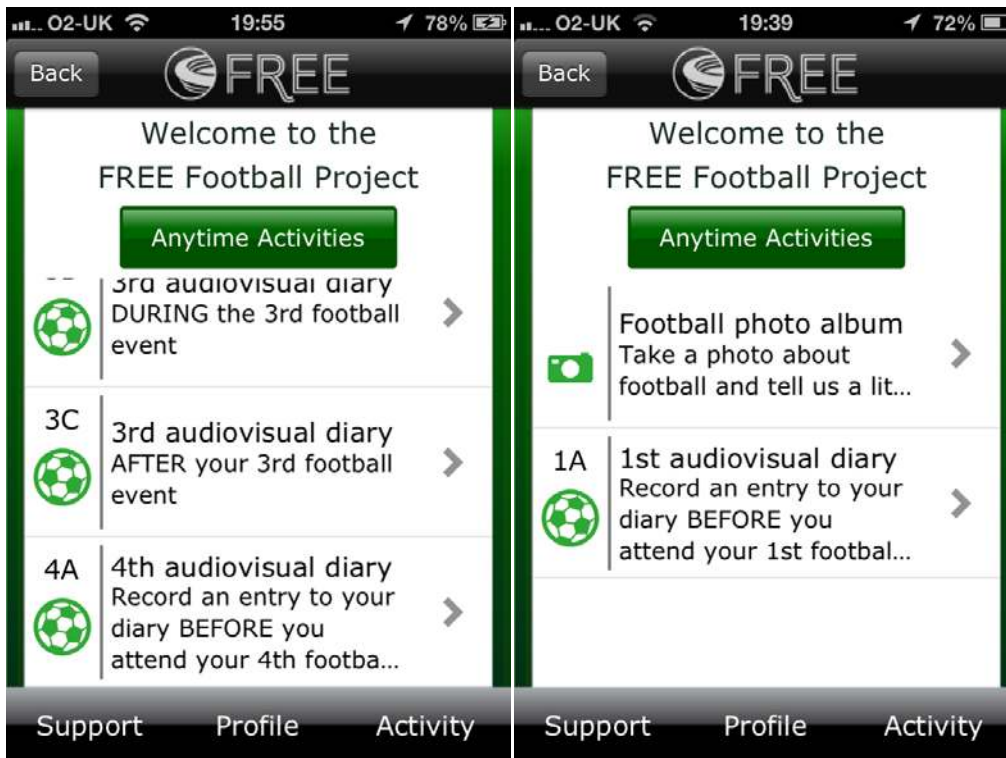 O2-UK 19:55 78%
Back FREE
Welcome to the
FREE Football Project
Anytime Activities
3rd audiovisual diary
DURING the 3rd football
event
3C
3rd audiovisual diary
AFTER your 3rd football
event
4A
4th audiovisual diary
Record an entry to your
diary BEFORE you
attend your 4th footba...
Support Profile Activity
O2-UK 19:39 72%
Back FREE
Welcome to the
FREE Football Project
Anytime Activities
Football photo album
Take a photo about
football and tell us a lit...
1A
1st audiovisual diary
Record an entry to your
diary BEFORE you
attend your 1st footbal...
Support Profile Activity